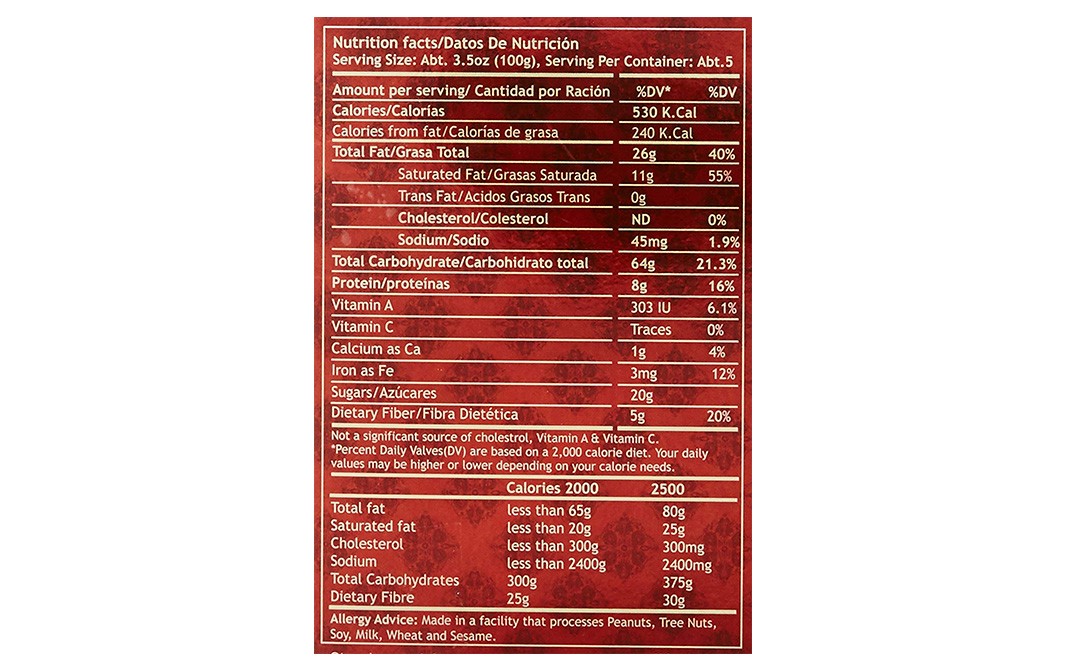 Nutrition facts/Datos De Nutrición
Serving Size: Abt. 3.5oz (100g), Serving Per Container: Abt.5
Amount per serving/ Cantidad por Ración %DV* %DV
Calories/Calorías 530 K.Cal
Calories from fat/Calorías de grasa 240 K.Cal
Total Fat/Grasa Total 26g 40%
Saturated Fat/Grasas Saturada 11g 55%
Trans Fat/Acidos Grasos Trans 0g
Cholesterol/Colesterol ND 0%
Sodium/Sodio 45mg 1.9%
Total Carbohydrate/Carbohidrato total 64g 21.3%
Protein/proteínas 8g 16%
Vitamin A 303 IU 6.1%
Vitamin C Traces 0%
Calcium as Ca 1g 4%
Iron as Fe 3mg 12%
Sugars/Azúcares 20g
Dietary Fiber/Fibra Dietética 5g 20%
Not a significant source of cholestrol, Vitamin A & Vitamin C.
*Percent Daily Valves(DV) are based on a 2,000 calorie diet. Your daily
values may be higher or lower depending on your calorie needs.
Calories 2000 2500
Total fat less than 65g 80g
Saturated fat less than 20g 25g
Cholesterol less than 300g 300mg
Sodium less than 2400g 2400mg
Total Carbohydrates 300g 375g
Dietary Fibre 25g 30g
Allergy Advice: Made in a facility that processes Peanuts, Tree Nuts,
Soy, Milk, Wheat and Sesame.